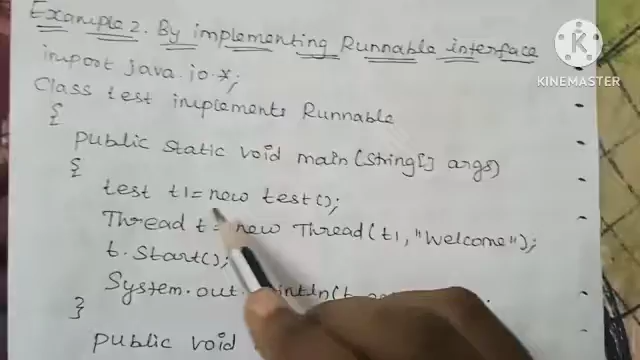 Example 2. By implementing Runnable interface
import java.io.*;
Class test implements Runnable
{
public static void main(String[] args)
{
test t1=new test();
Thread t= new Thread(t1,"Welcome");
t.Start();
System.out.println(t.
}
public void
KINEMASTER